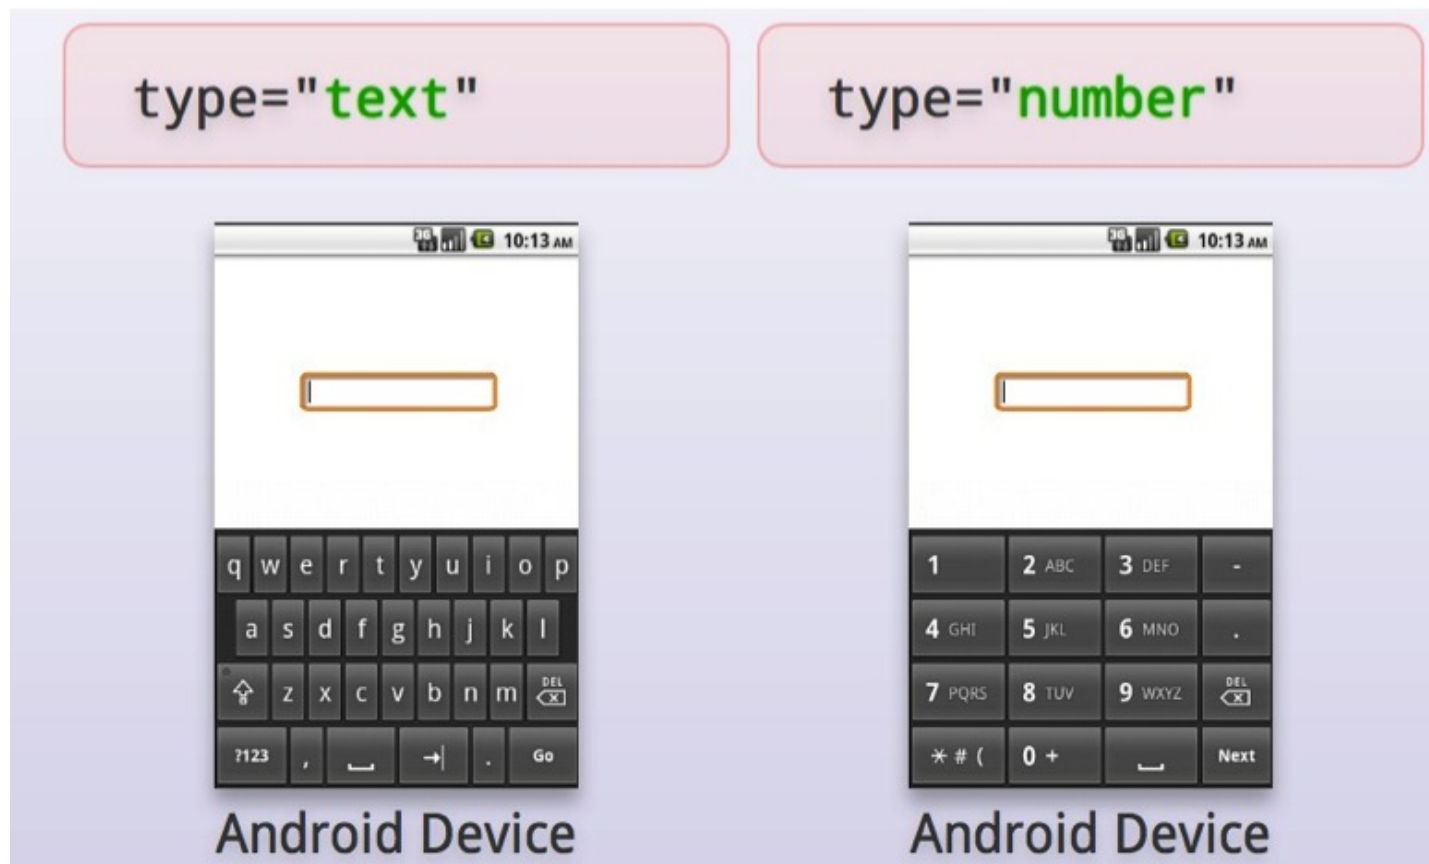 type="text"
10:13 AM
q w e r t y u i o p
a s d f g h j k l
z x c v b n m DEL
?123 , . Go
Android Device
type="number"
10:13 AM
1 2 ABC 3 DEF -
4 GHI 5 JKL 6 MNO .
7 PQRS 8 TUV 9 WXYZ DEL
* # ( 0 + Next
Android Device